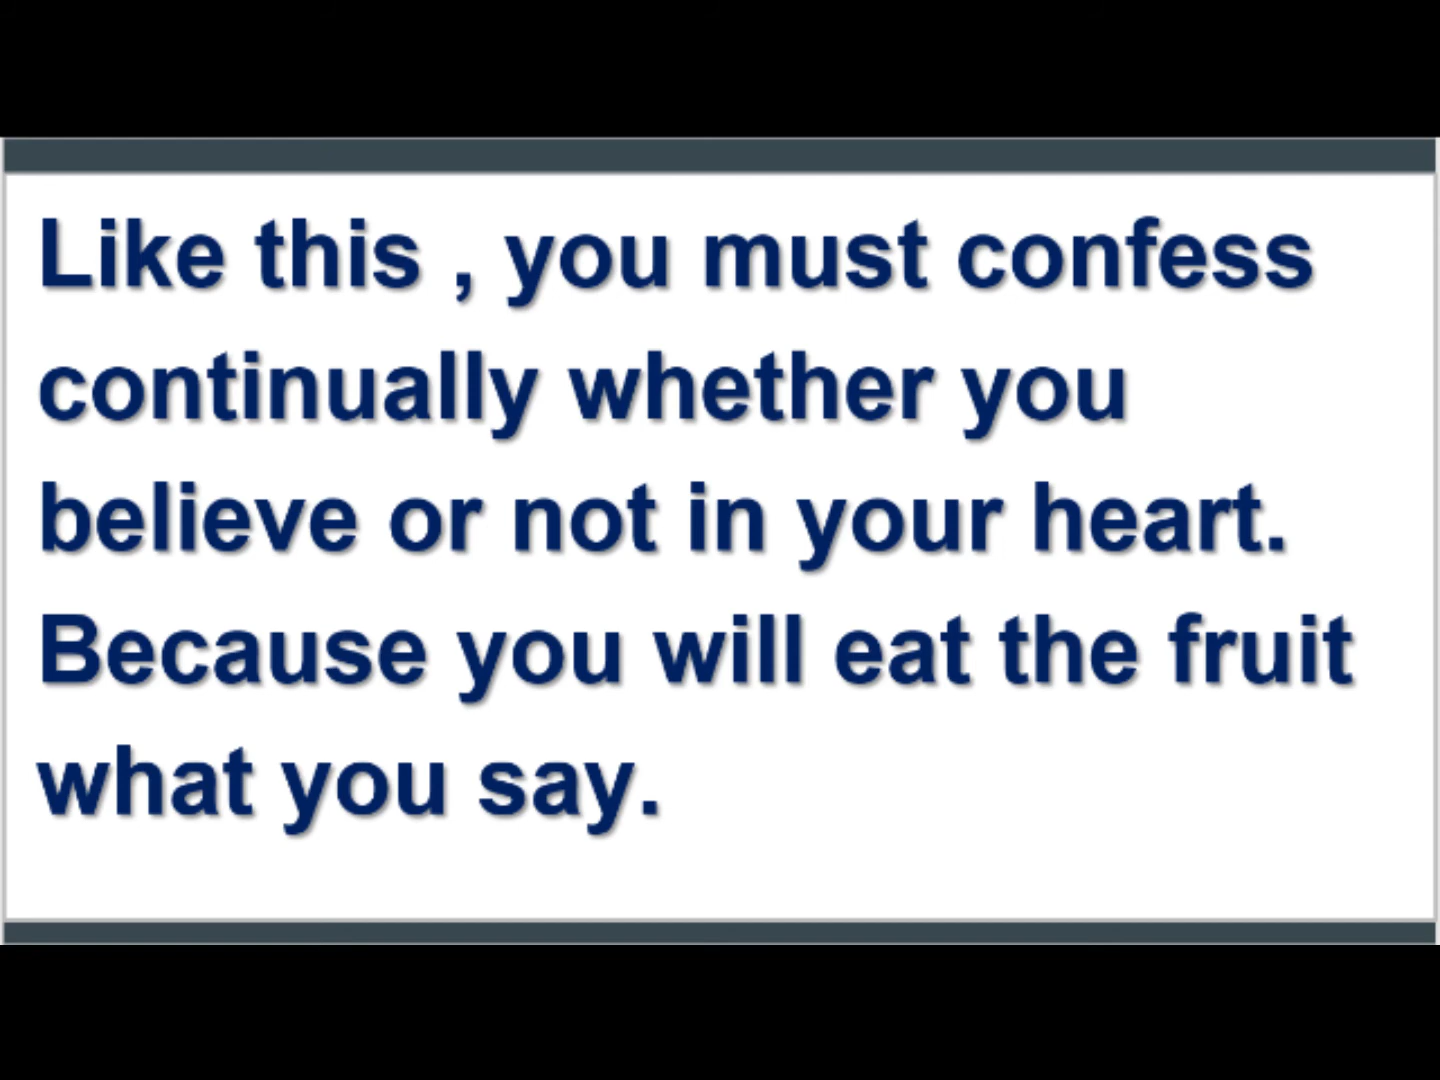 Like this , you must confess
continually whether you
believe or not in your heart.
Because you will eat the fruit
what you say.